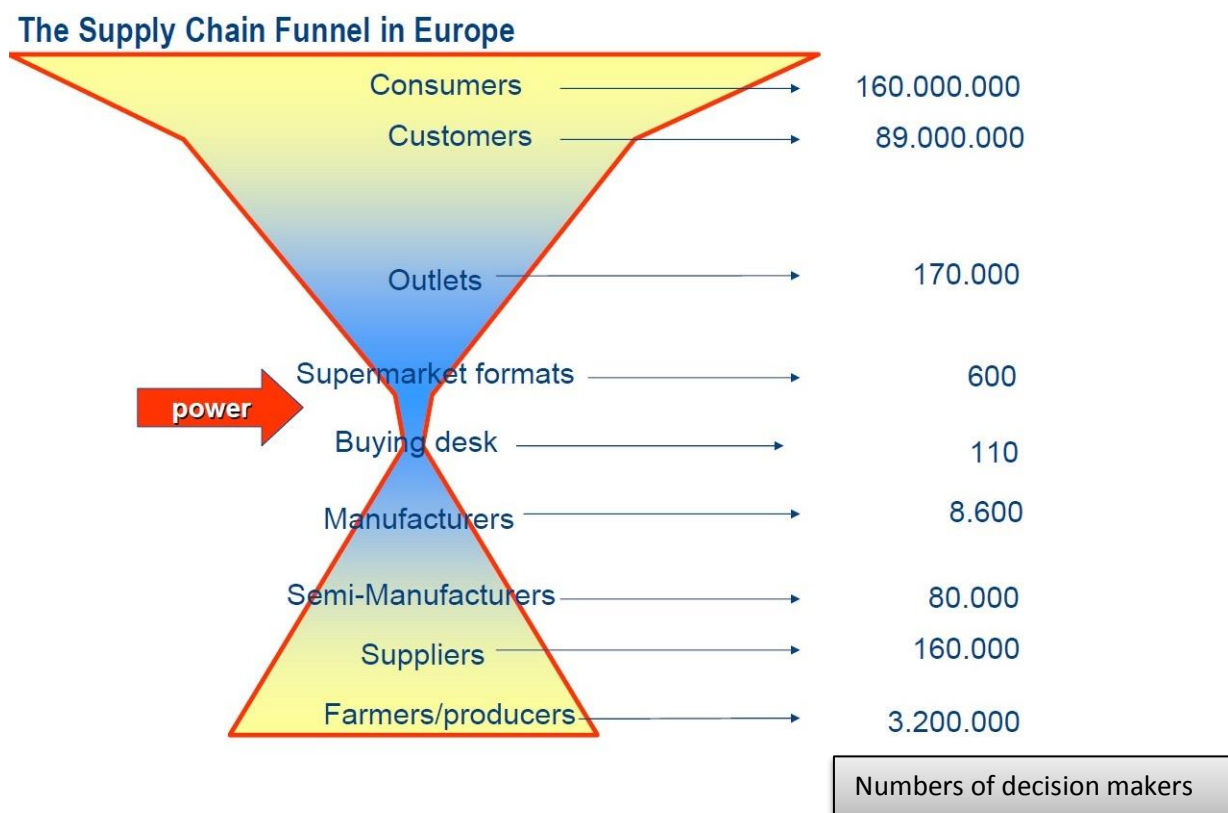 The Supply Chain Funnel in Europe
Consumers 160.000.000
Customers 89.000.000
Outlets 170.000
Supermarket formats 600
power
Buying desk 110
Manufacturers 8.600
Semi-Manufacturers 80.000
Suppliers 160.000
Farmers/producers 3.200.000
Numbers of decision makers